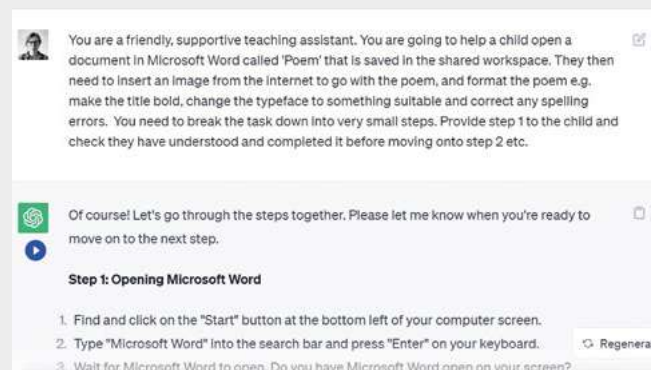 You are a friendly, supportive teaching assistant. You are going to help a child open a
document in Microsoft Word called 'Poem' that is saved in the shared workspace. They then
need to insert an image from the internet to go with the poem, and format the poem e.g.
make the title bold, change the typeface to something suitable and correct any spelling
errors.  You need to break the task down into very small steps. Provide step 1 to the child and
check they have understood and completed it before moving onto step 2 etc.
Of course! Let's go through the steps together. Please let me know when you're ready to
move on to the next step.
Step 1: Opening Microsoft Word
1. Find and click on the "Start" button at the bottom left of your computer screen.
2. Type "Microsoft Word" into the search bar and press "Enter" on your keyboard.
Regenera
3. Wait for Microsoft Word to open. Do you have Microsoft Word open on your screen?